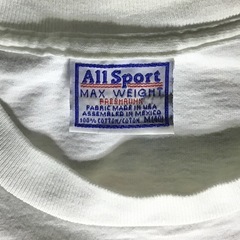 All Sport
MAX WEIGHT
PRESHRUNK
FABRIC MADE IN USA
ASSEMBLED IN MEXICO
100% COTTON/COTON